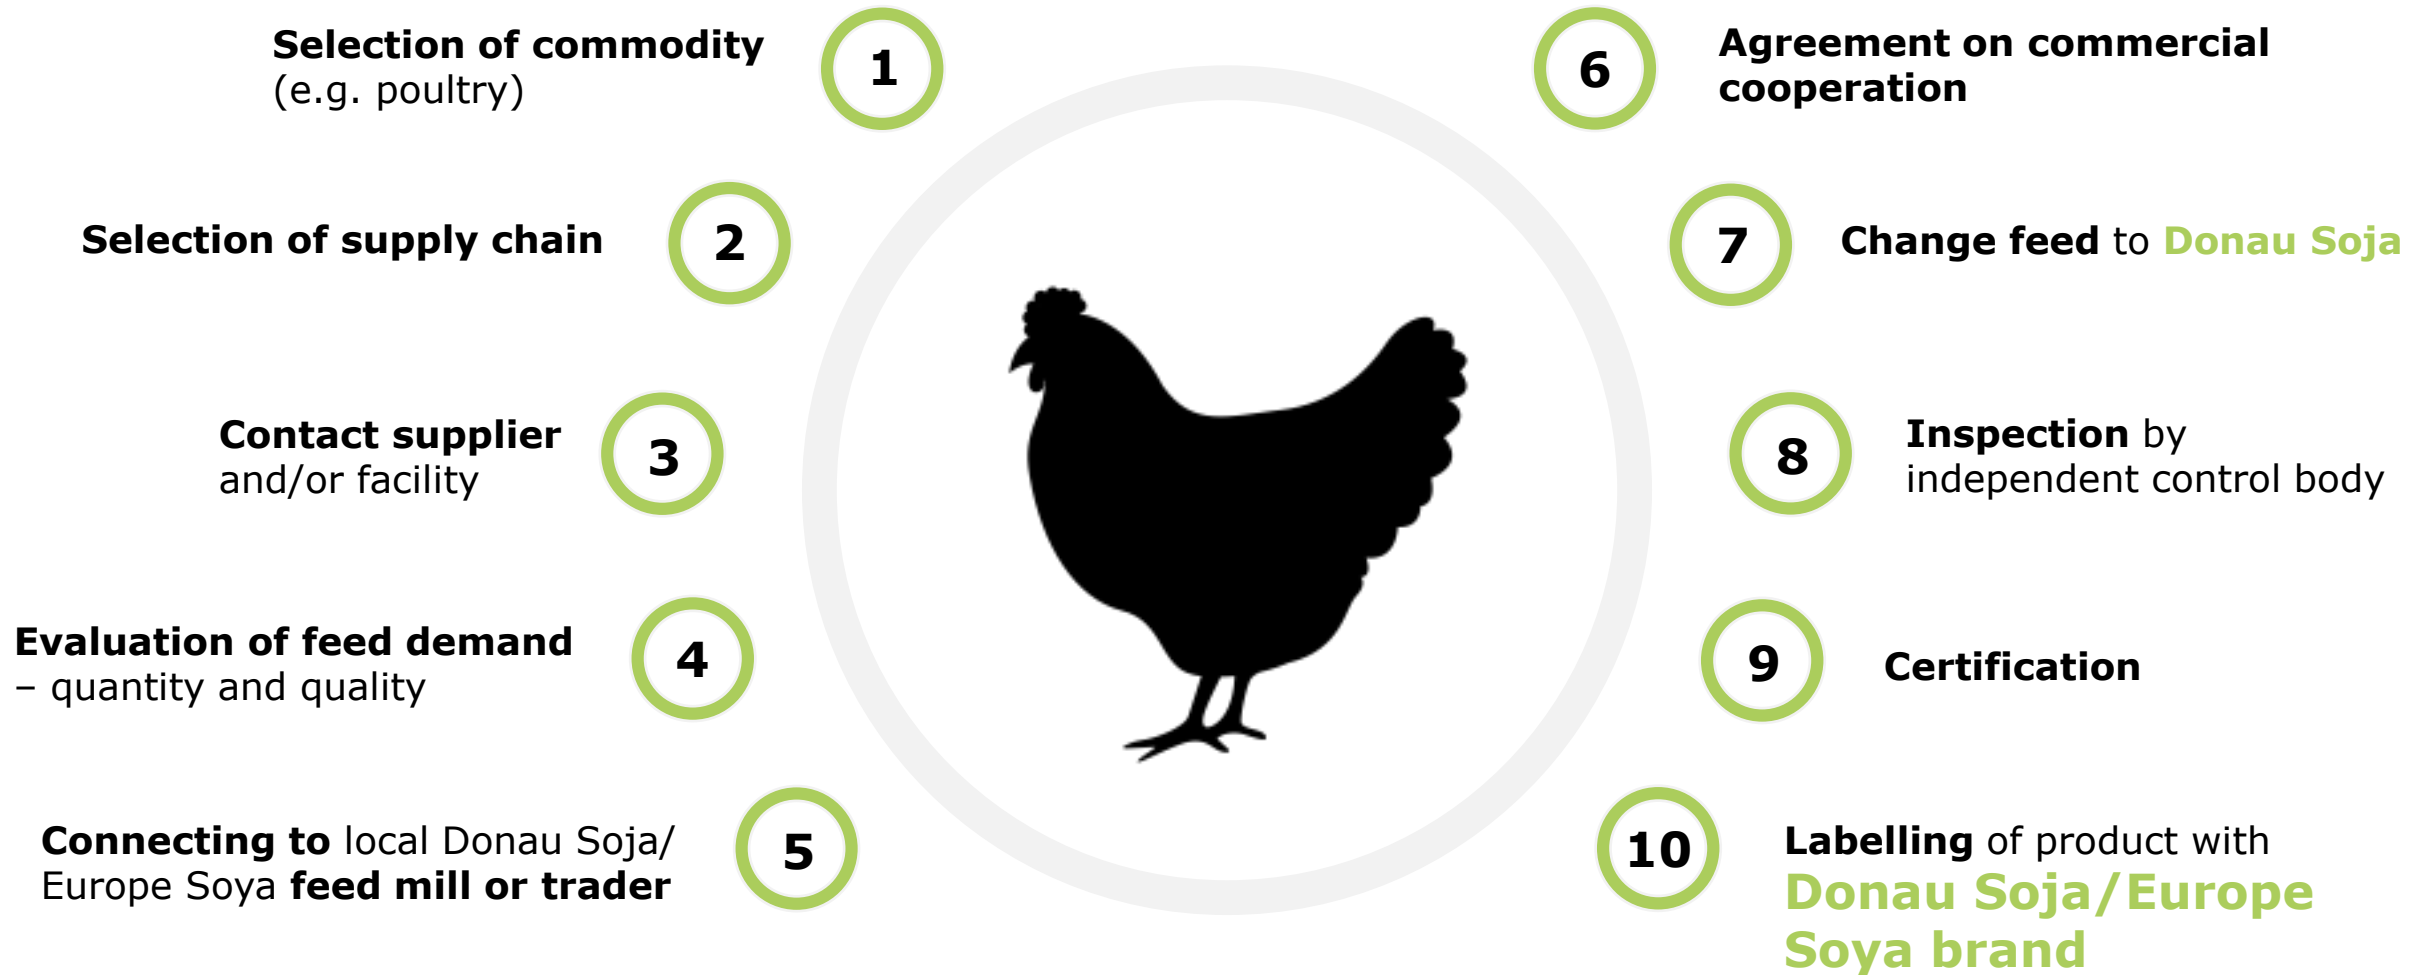 1
Selection of commodity
(e.g. poultry)
2
Selection of supply chain
3
Contact supplier
and/or facility
4
Evaluation of feed demand
– quantity and quality
5
Connecting to local Donau Soja/
Europe Soya feed mill or trader
6
Agreement on commercial
cooperation
7
Change feed to Donau Soja
8
Inspection by
independent control body
9
Certification
10
Labelling of product with
Donau Soja/Europe
Soya brand